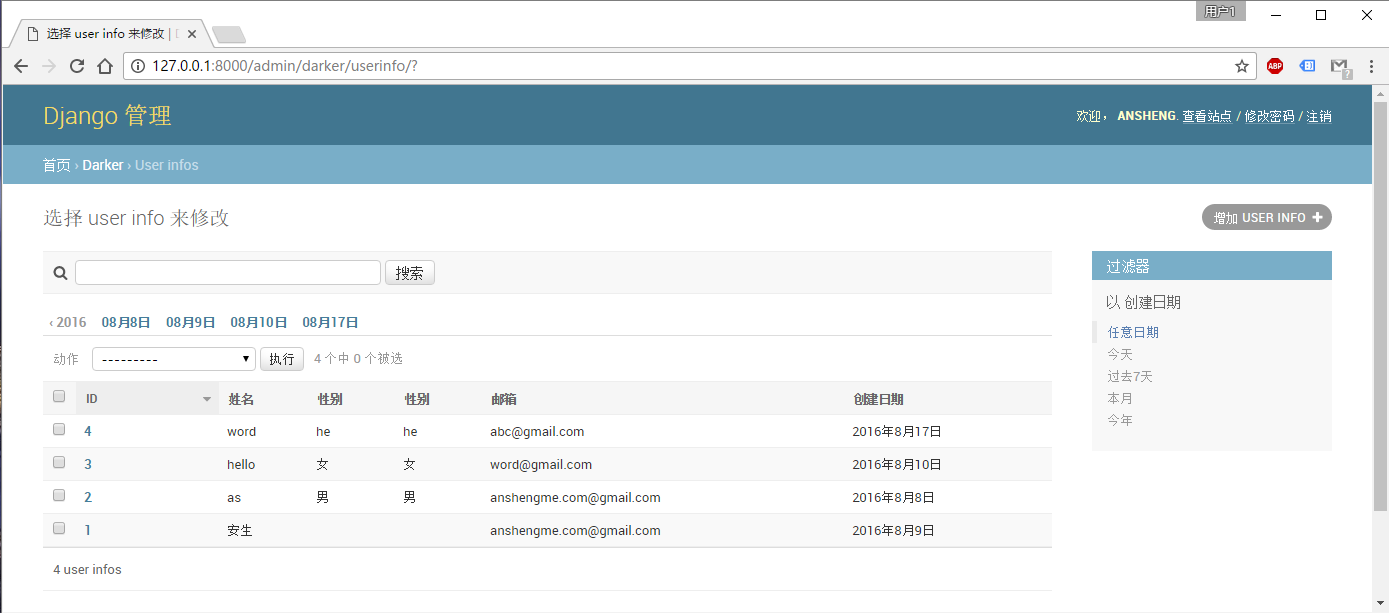 用户1
选择 user info 来修改 |
127.0.0.1:8000/admin/darker/userinfo/?
ABP
Django 管理
欢迎， ANSHENG. 查看站点 / 修改密码 / 注销
首页 › Darker › User infos
选择 user info 来修改
增加 USER INFO +
搜索
‹ 2016 08月8日 08月9日 08月10日 08月17日
动作 --------- 执行 4 个中 0 个被选
ID 姓名 性别 性别 邮箱 创建日期
4 word he he abc@gmail.com 2016年8月17日
3 hello 女 女 word@gmail.com 2016年8月10日
2 as 男 男 anshengme.com@gmail.com 2016年8月8日
1 安生 anshengme.com@gmail.com 2016年8月9日
4 user infos
过滤器
以 创建日期
任意日期
今天
过去7天
本月
今年